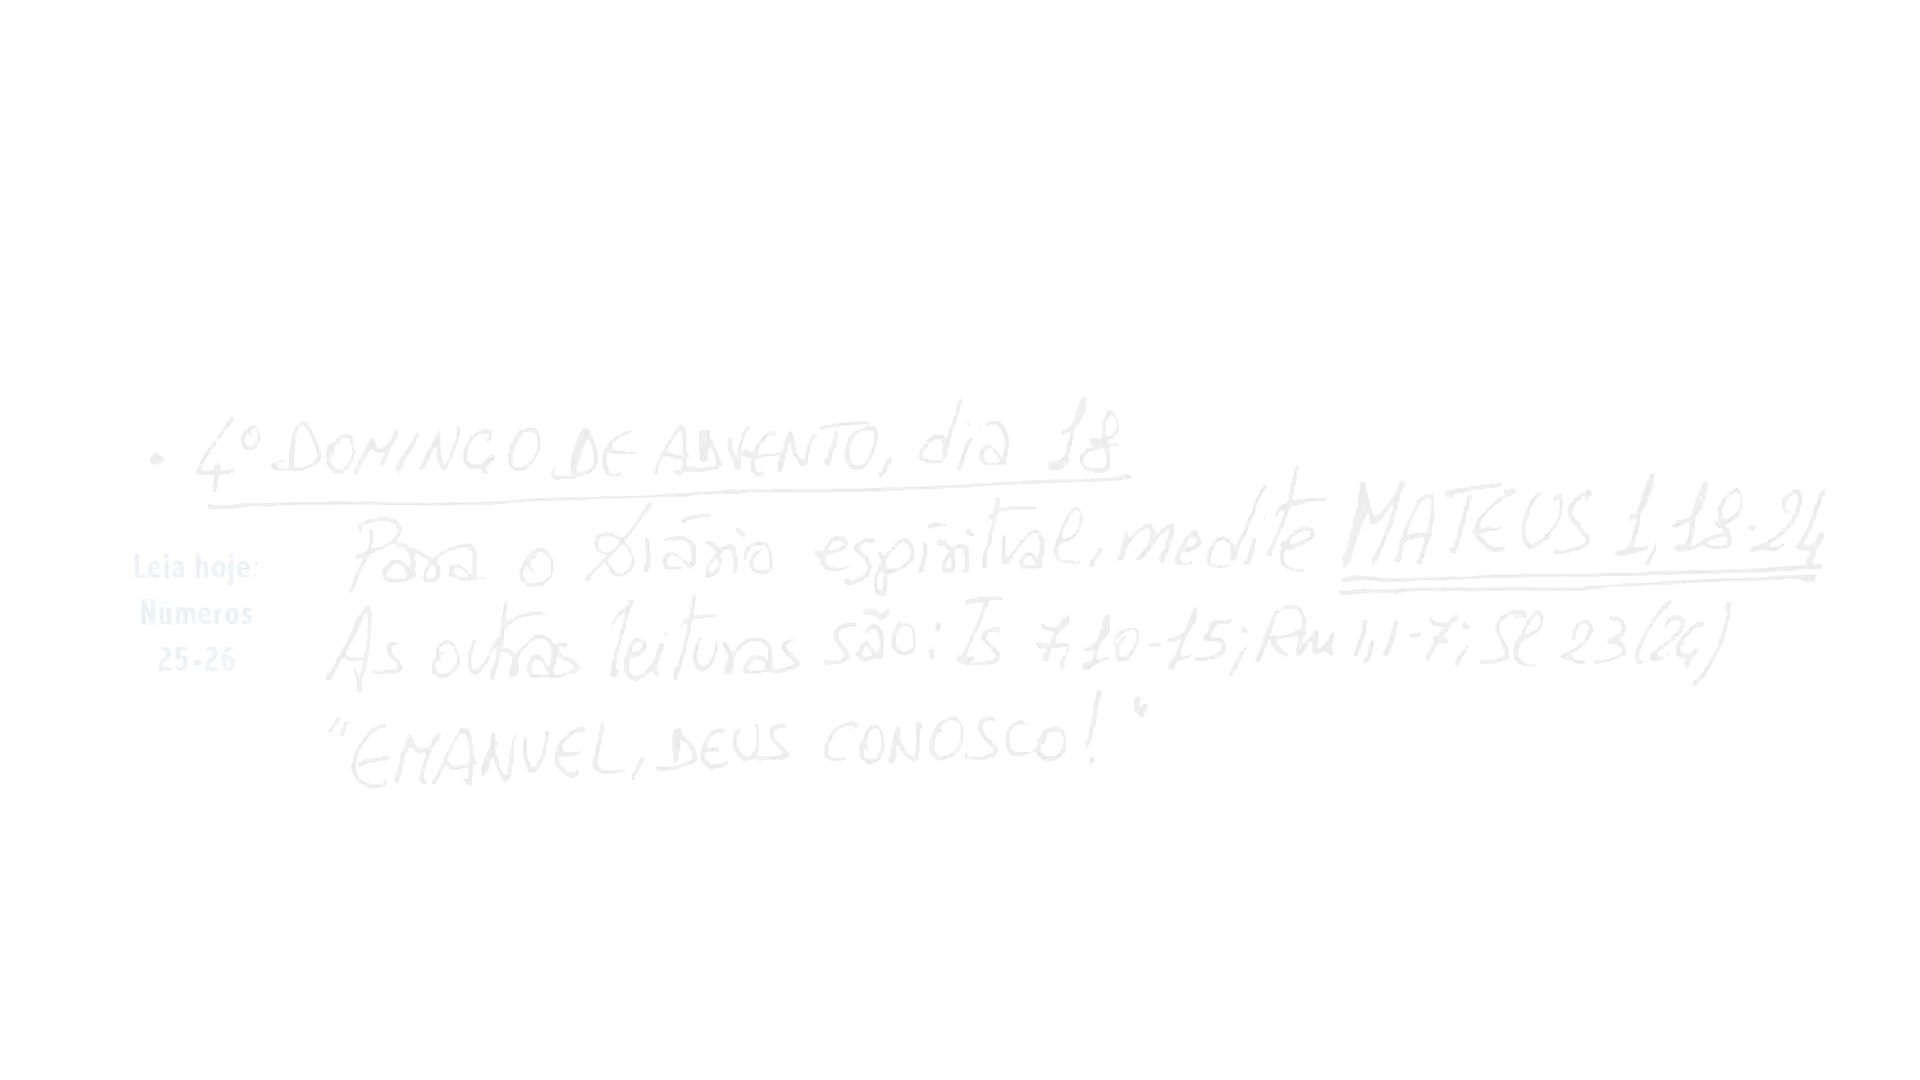 • 4º DOMINGO DE ADVENTO, dia 18
Para o Diário espiritual, medite MATEUS 1,18-24
As outras leituras são: Is 7,10-15; Rm 1,1-7; Sl 23(24)
"EMANUEL, DEUS CONOSCO!"
Leia hoje:
Números
25-26